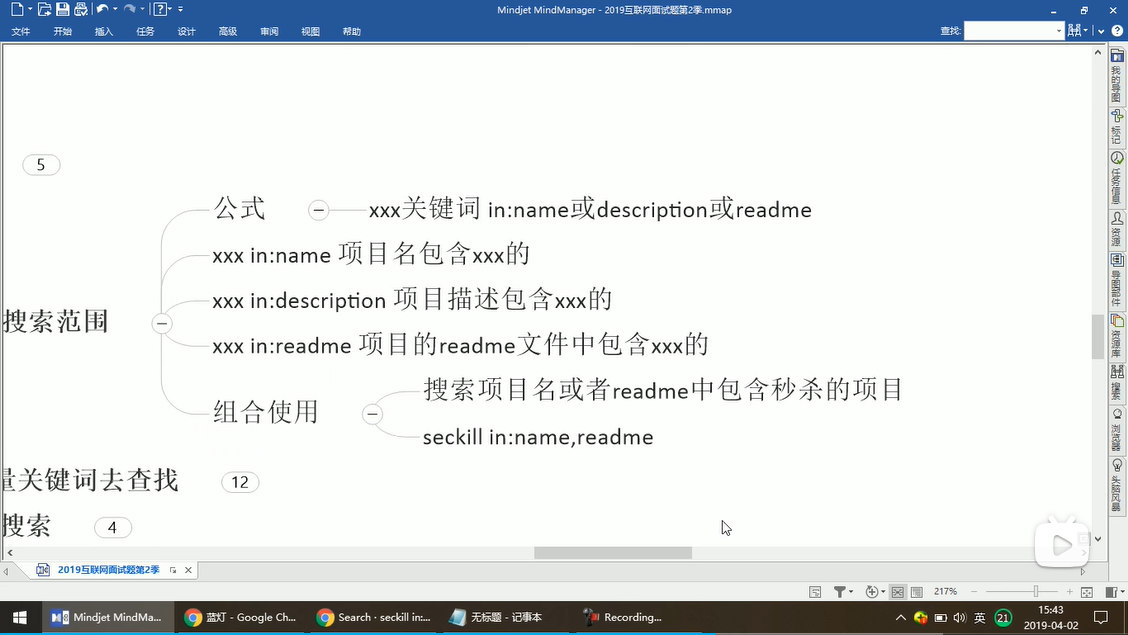 Mindjet MindManager - 2019互联网面试题第2季.mmap
文件 开始 插入 任务 设计 高级 审阅 视图 帮助
查找:
5
公式 xxx关键词 in:name或description或readme
xxx in:name 项目名包含xxx的
xxx in:description 项目描述包含xxx的
搜索范围
xxx in:readme 项目的readme文件中包含xxx的
搜索项目名或者readme中包含秒杀的项目
组合使用
seckill in:name,readme
关键词去查找 12
搜索 4
我的导图
标记
任务信息
资源
导图部件
资源库
搜索
浏览器
头脑风暴
2019互联网面试题第2季
217%
Mindjet MindMa...
蓝灯 - Google Ch...
Search · seckill in:...
无标题 - 记事本
Recording...
英
21
15:43
2019-04-02